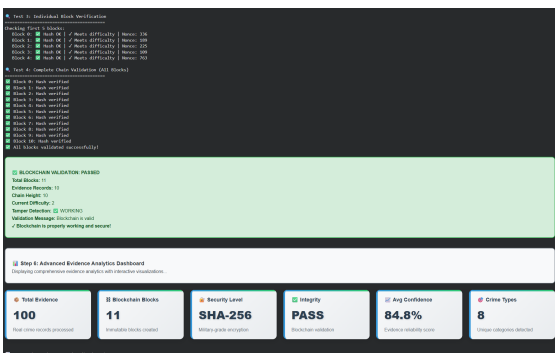 🔍 Test 3: Individual Block Verification
========================================
Checking first 5 blocks:
Block 0: ✅ Hash OK | ✓ Meets difficulty | Nonce: 336
Block 1: ✅ Hash OK | ✓ Meets difficulty | Nonce: 189
Block 2: ✅ Hash OK | ✓ Meets difficulty | Nonce: 225
Block 3: ✅ Hash OK | ✓ Meets difficulty | Nonce: 100
Block 4: ✅ Hash OK | ✓ Meets difficulty | Nonce: 763
🔍 Test 4: Complete Chain Validation (All Blocks)
========================================
✅ Block 0: Hash verified
✅ Block 1: Hash verified
✅ Block 2: Hash verified
✅ Block 3: Hash verified
✅ Block 4: Hash verified
✅ Block 5: Hash verified
✅ Block 6: Hash verified
✅ Block 7: Hash verified
✅ Block 8: Hash verified
✅ Block 9: Hash verified
✅ Block 10: Hash verified
✅ All blocks validated successfully!
✅ BLOCKCHAIN VALIDATION: PASSED
Total Blocks: 11
Evidence Records: 10
Chain Height: 10
Current Difficulty: 2
Tamper Detection: ✅ WORKING
Validation Message: Blockchain is valid
✓ Blockchain is properly working and secure!
📊 Step 6: Advanced Evidence Analytics Dashboard
Displaying comprehensive evidence analytics with interactive visualizations...
Total Evidence
100
Real crime records processed
Blockchain Blocks
11
Immutable blocks created
Security Level
SHA-256
Military-grade encryption
Integrity
PASS
Blockchain validation
Avg Confidence
84.8%
Evidence reliability score
Crime Types
8
Unique categories detected